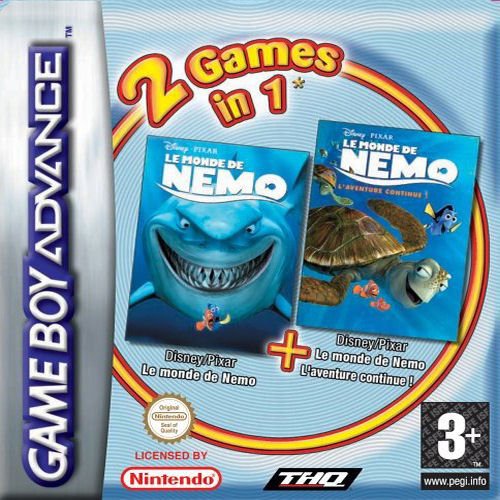 GAME BOY ADVANCE
2 Games
in 1*
Disney · PIXAR
LE MONDE DE
NEMO
Disney · PIXAR
LE MONDE DE
NEMO
L'AVENTURE CONTINUE
Disney/Pixar
Le monde de Nemo
+
Disney/Pixar
Le monde de Nemo
L'aventure continue !
Original
Nintendo
Seal of
Quality
LICENSED BY
Nintendo
THQ
3+
www.pegi.info